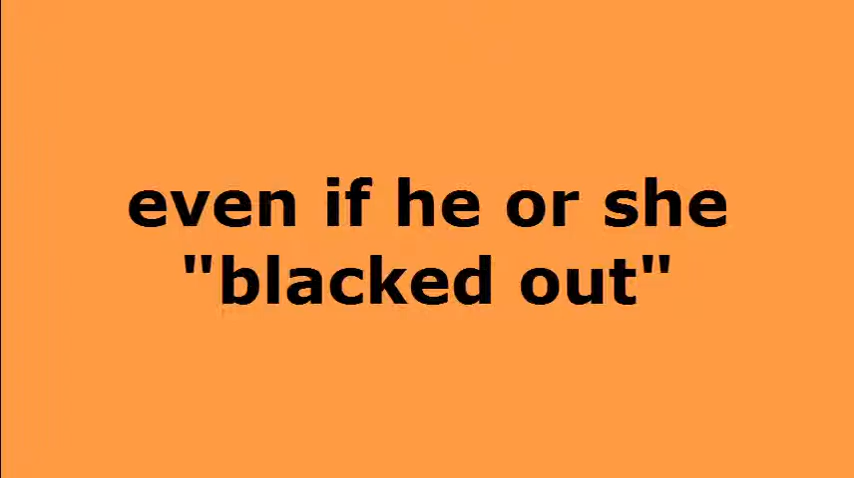 even if he or she
"blacked out"